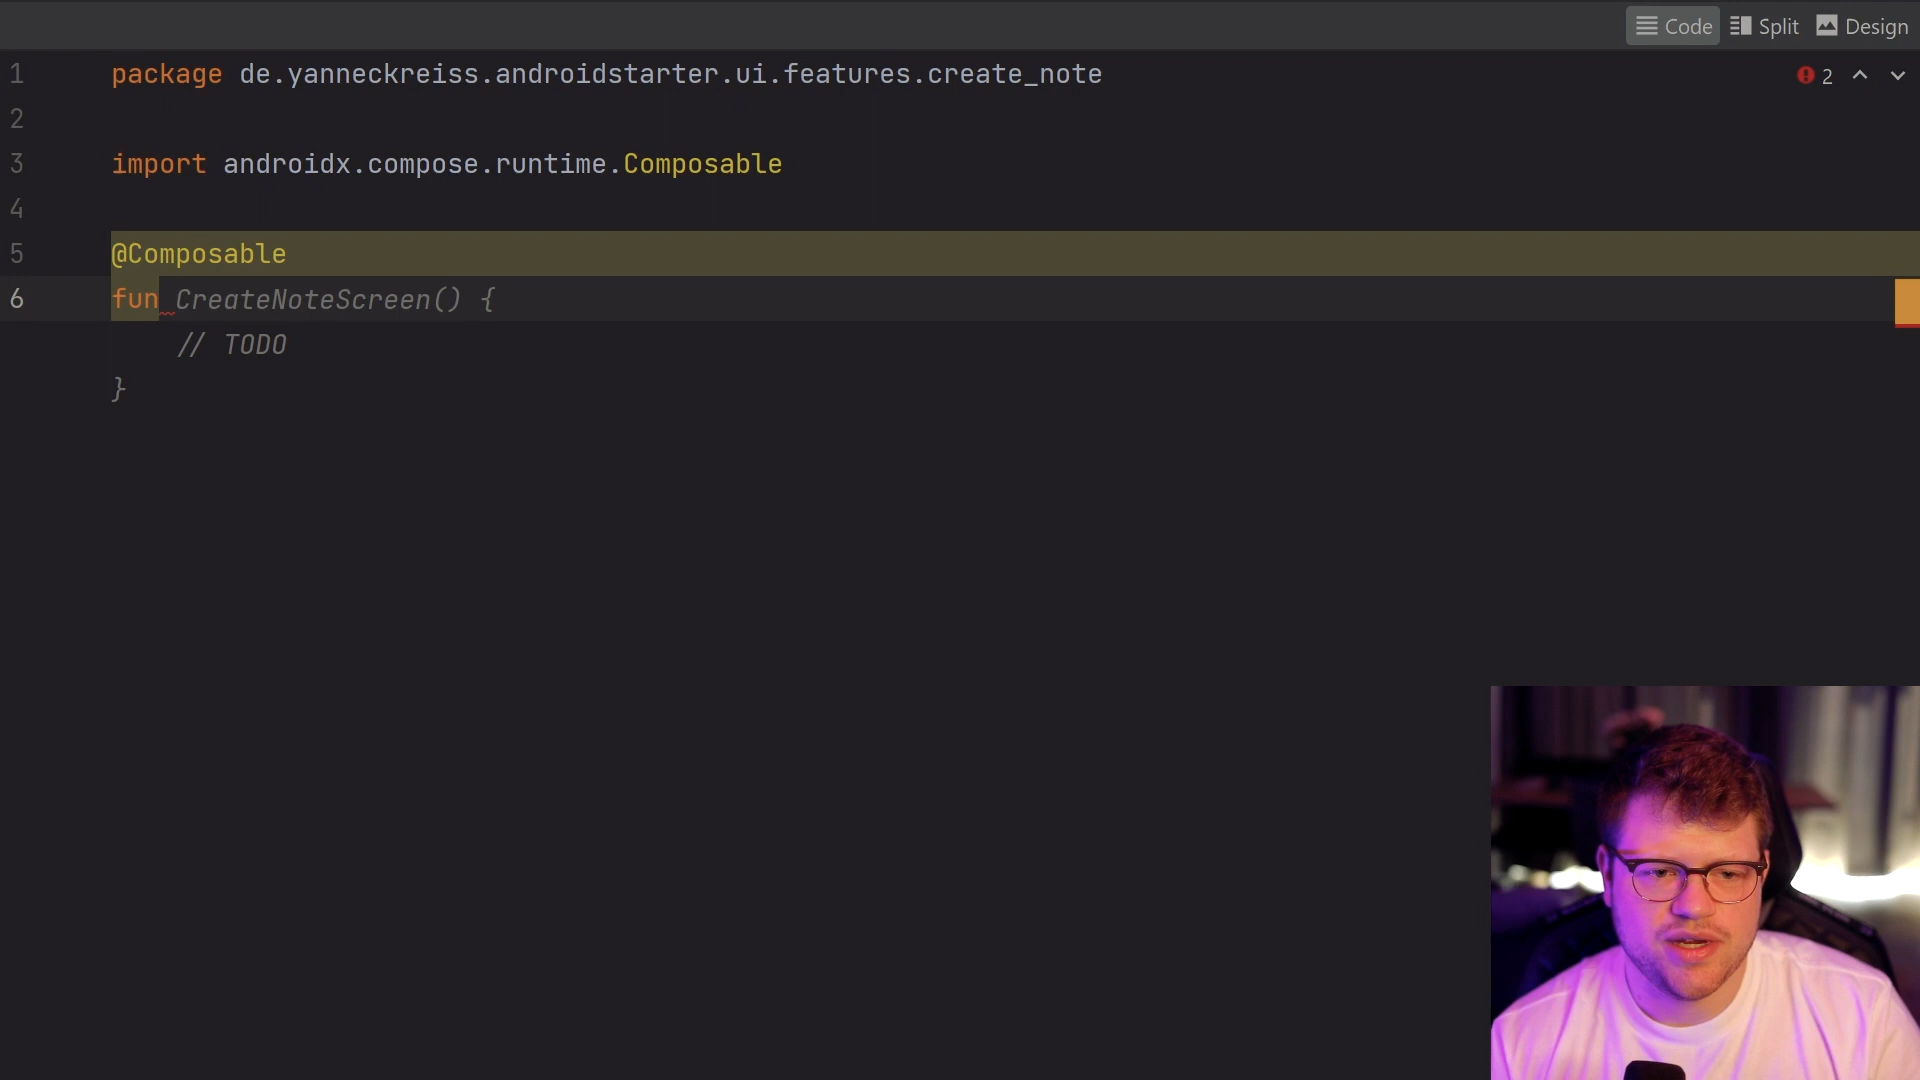 Code Split Design
1 package de.yanneckreiss.androidstarter.ui.features.create_note
2
2
3 import androidx.compose.runtime.Composable
4
5 @Composable
6 fun CreateNoteScreen() {
// TODO
}